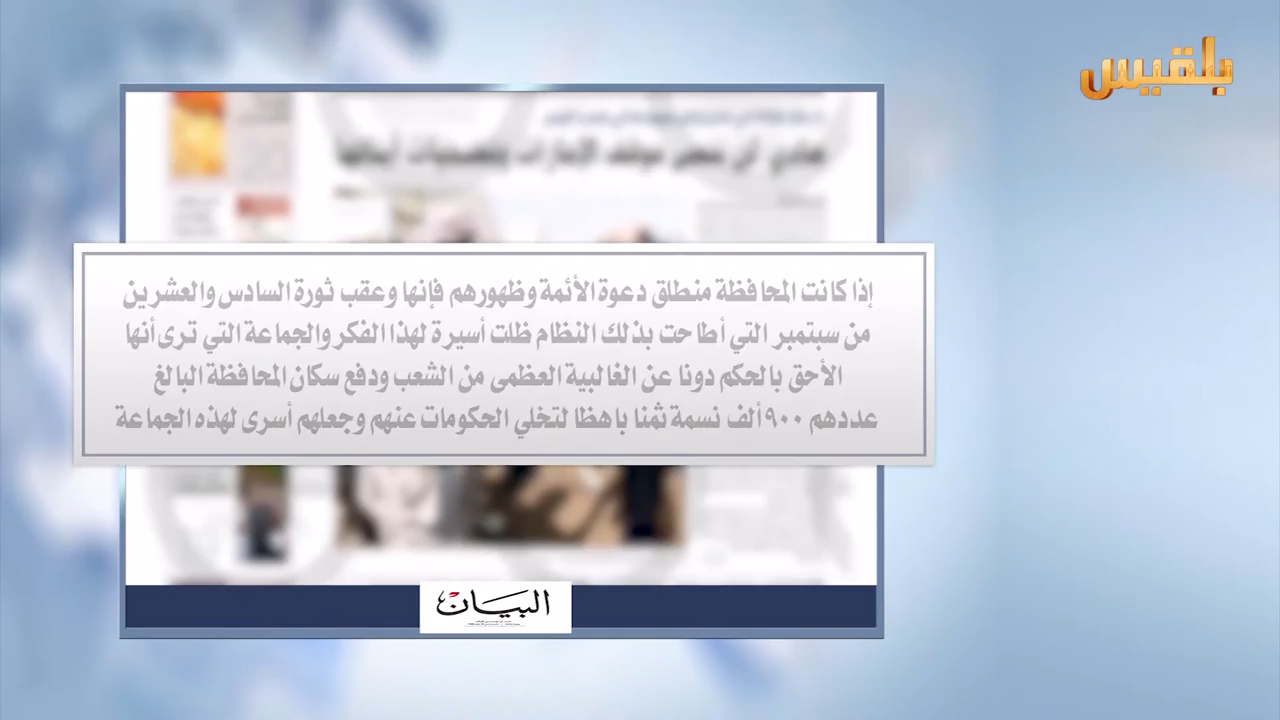 بلقيس
إذا كانت المحافظة منطلق دعوة الأئمة وظهورهم فإنها وعقب ثورة السادس والعشرين
من سبتمبر التي أطاحت بذلك النظام ظلت أسيرة لهذا الفكر والجماعة التي ترى أنها
الأحق بالحكم دونا عن الغالبية العظمى من الشعب ودفع سكان المحافظة البالغ
عددهم ٩٠٠ ألف نسمة ثمنا باهظا لتخلي الحكومات عنهم وجعلهم أسرى لهذه الجماعة
البيان